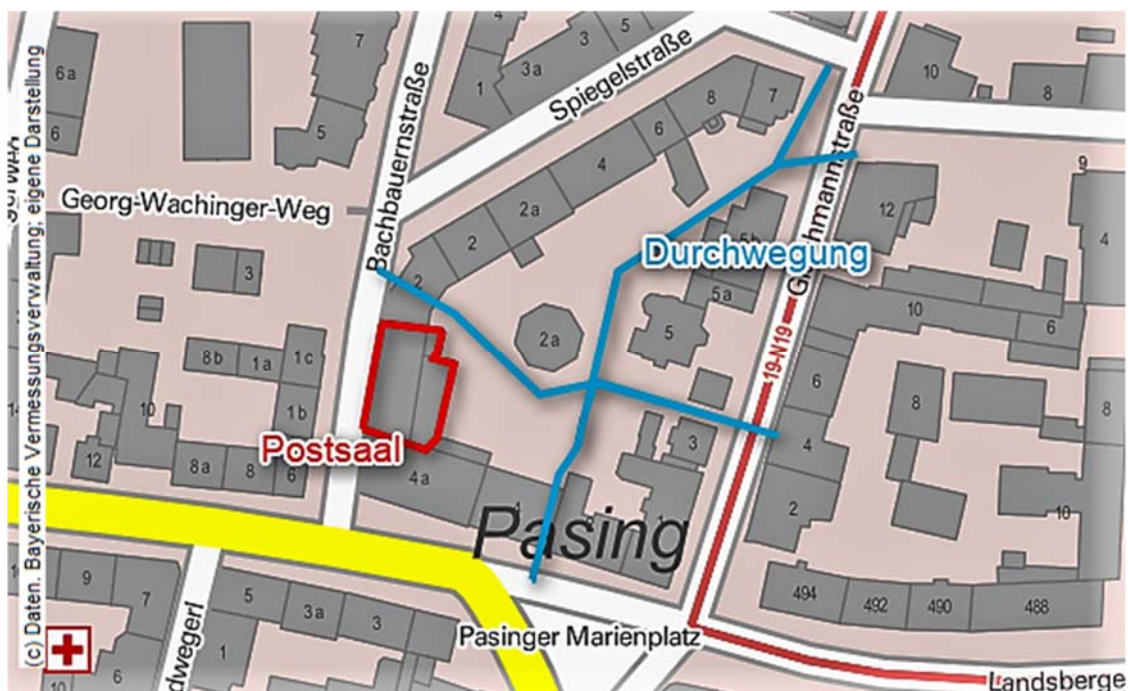 (c) Daten. Bayerische Vermessungsverwaltung; eigene Darstellung
6a
6
7
5
4
3
5
3a
1
Spiegelstraße
10
8
8
7
6
4
2a
2
2
Bachbauernstraße
Georg-Wachinger-Weg
3
9
12
4
Durchwegung
5a
5
2a
10
6
19-N19
8b
1a
1c
1b
10
12
8a
8
6
Postsaal
4a
3
6
4
2
8
8
10
Pasing
494
492
490
488
9
7
5
3a
3
1
6
10
Pasinger Marienplatz
Landsberge